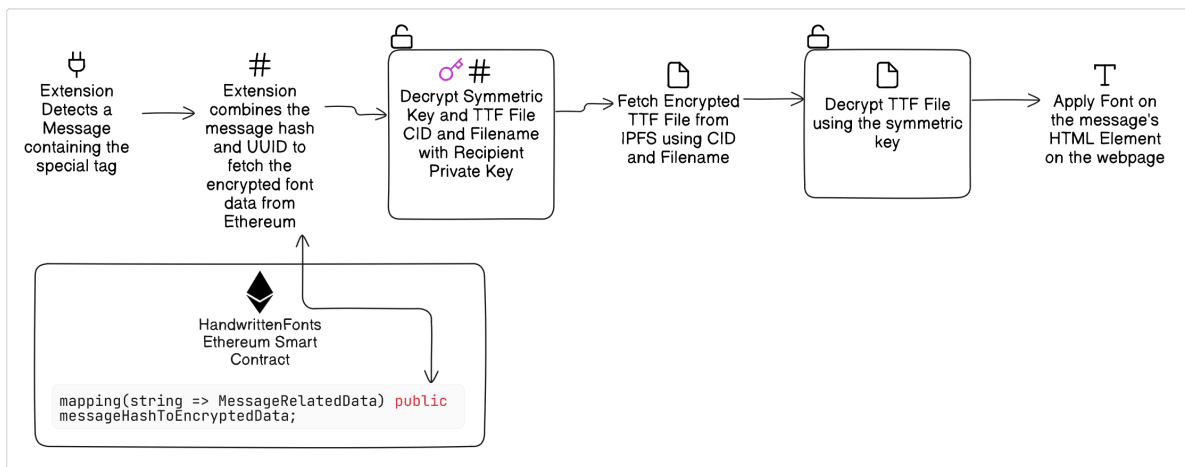 Extension
Detects a
Message
containing the
special tag
#
Extension
combines the
message hash
and UUID to
fetch the
encrypted font
data from
Ethereum
#
Decrypt Symmetric
Key and TTF File
CID and Filename
with Recipient
Private Key
Fetch Encrypted
TTF File from
IPFS using CID
and Filename
Decrypt TTF File
using the symmetric
key
T
Apply Font on
the message's
HTML Element
on the webpage
HandwrittenFonts
Ethereum Smart
Contract
mapping(string => MessageRelatedData) public
messageHashToEncryptedData;